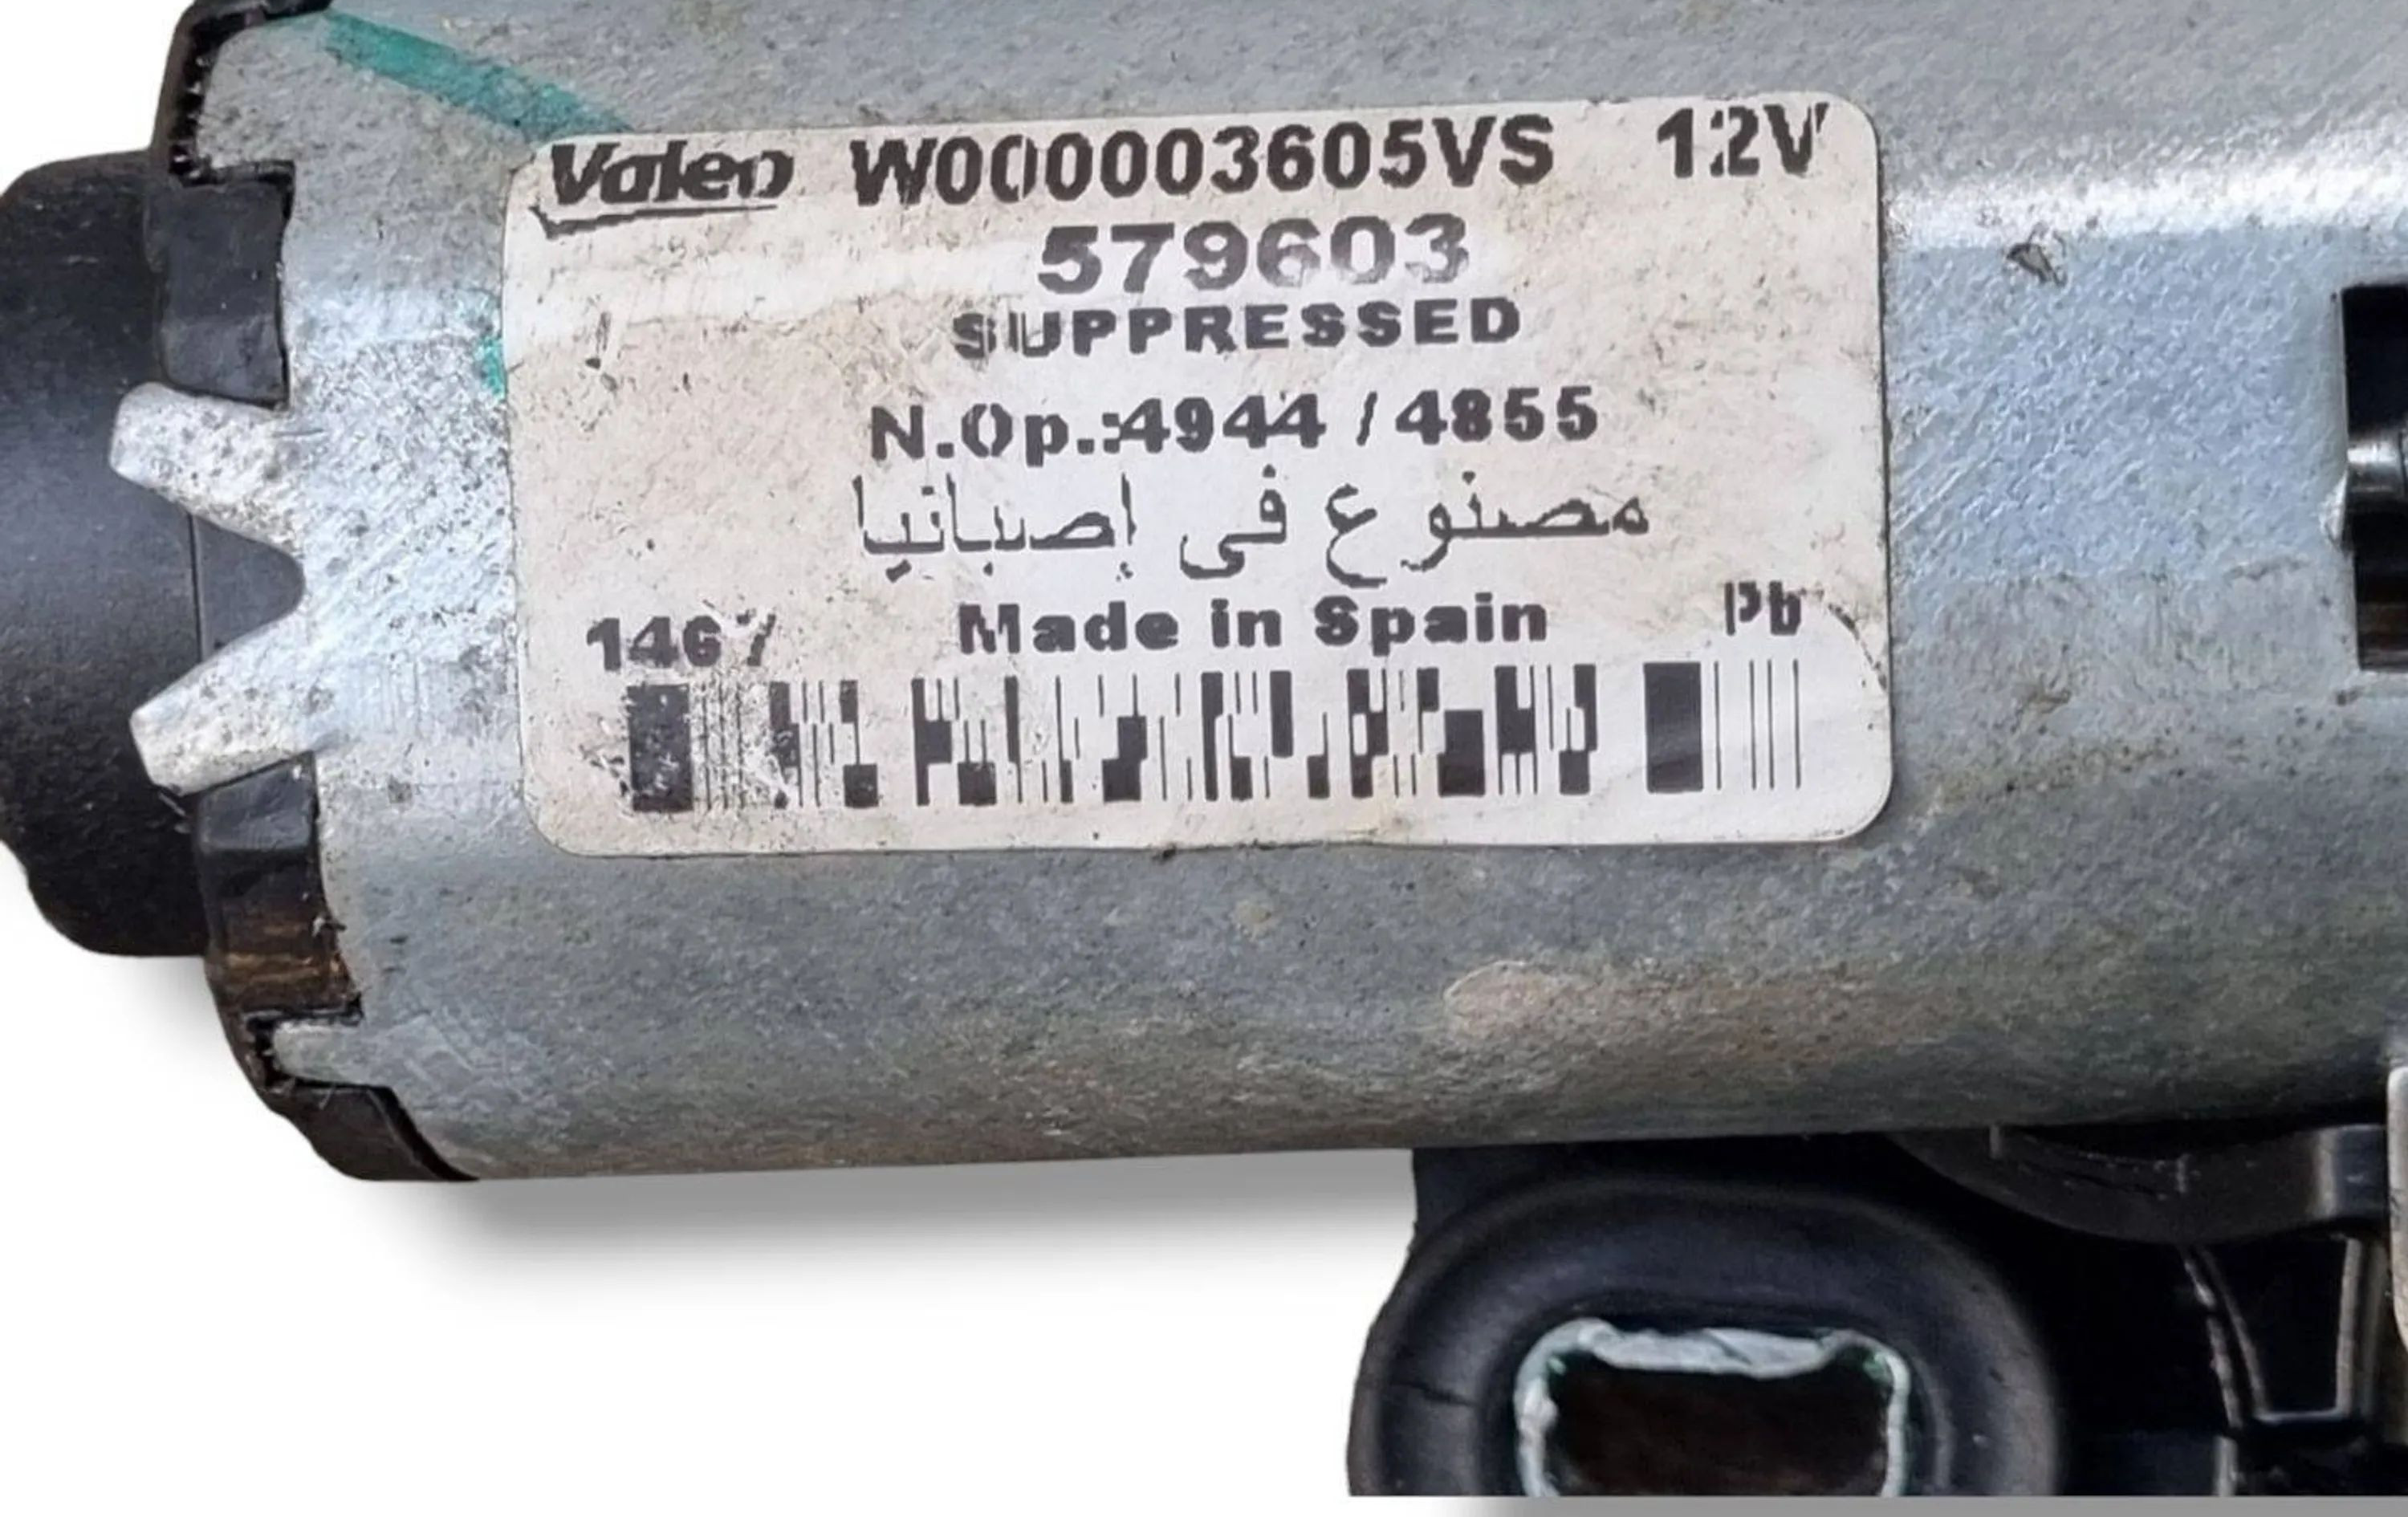 Valeo W000003605VS 12V
579603
SUPPRESSED
N.Op.:4944 / 4855
مصنوع فى إصبانيا
1467 Made in Spain Pb